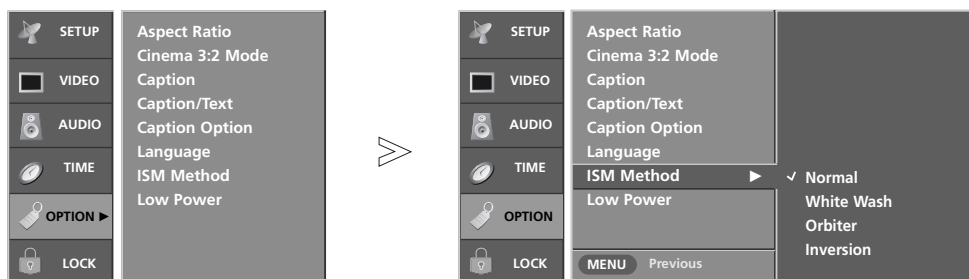 SETUP
VIDEO
AUDIO
TIME
OPTION ►
LOCK
Aspect Ratio
Cinema 3:2 Mode
Caption
Caption/Text
Caption Option
Language
ISM Method
Low Power
SETUP
VIDEO
AUDIO
TIME
OPTION
LOCK
Aspect Ratio
Cinema 3:2 Mode
Caption
Caption/Text
Caption Option
Language
ISM Method ►
Low Power
MENU Previous
✓ Normal
White Wash
Orbiter
Inversion